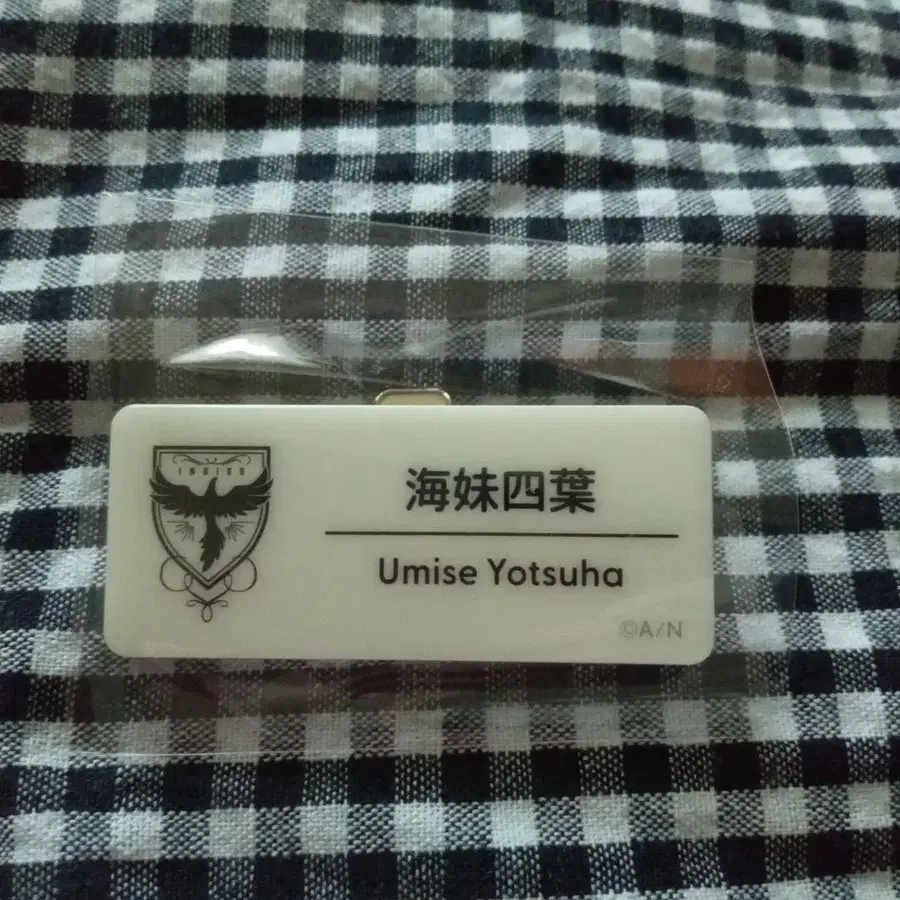 INDIGO
海妹四葉
Umise Yotsuha
©A/N